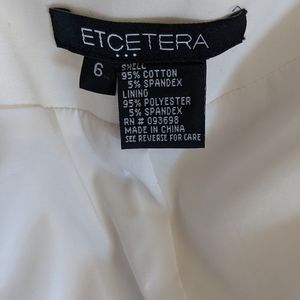 ETCETERA
6
SHELL
95% COTTON
5% SPANDEX
LINING
95% POLYESTER
5% SPANDEX
RN # 093698
MADE IN CHINA
SEE REVERSE FOR CARE